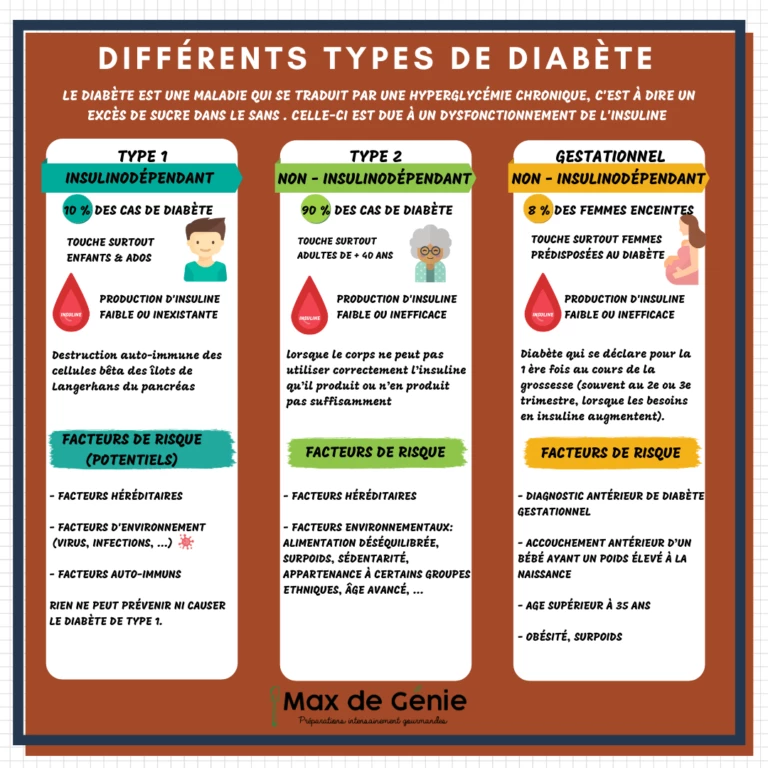 DIFFÉRENTS TYPES DE DIABÈTE
LE DIABÈTE EST UNE MALADIE QUI SE TRADUIT PAR UNE HYPERGLYCÉMIE CHRONIQUE, C'EST À DIRE UN
EXCÈS DE SUCRE DANS LE SANS . CELLE-CI EST DUE À UN DYSFONCTIONNEMENT DE L'INSULINE
TYPE 1
INSULINODÉPENDANT
10 % DES CAS DE DIABÈTE
TOUCHE SURTOUT
ENFANTS & ADOS
PRODUCTION D'INSULINE
FAIBLE OU INEXISTANTE
INSULINE
Destruction auto-immune des
cellules bêta des îlots de
Langerhans du pancréas
FACTEURS DE RISQUE
(POTENTIELS)
- FACTEURS HÉRÉDITAIRES
- FACTEURS D'ENVIRONNEMENT
(VIRUS, INFECTIONS, ...)
- FACTEURS AUTO-IMMUNS
RIEN NE PEUT PRÉVENIR NI CAUSER
LE DIABÈTE DE TYPE 1.
TYPE 2
NON - INSULINODÉPENDANT
90 % DES CAS DE DIABÈTE
TOUCHE SURTOUT
ADULTES DE + 40 ANS
PRODUCTION D'INSULINE
FAIBLE OU INEFFICACE
INSULINE
lorsque le corps ne peut pas
utiliser correctement l'insuline
qu'il produit ou n'en produit
pas suffisamment
FACTEURS DE RISQUE
- FACTEURS HÉRÉDITAIRES
- FACTEURS ENVIRONNEMENTAUX:
ALIMENTATION DÉSÉQUILIBRÉE,
SURPOIDS, SÉDENTARITÉ,
APPARTENANCE À CERTAINS GROUPES
ETHNIQUES, ÂGE AVANCÉ, ...
GESTATIONNEL
NON - INSULINODÉPENDANT
8 % DES FEMMES ENCEINTES
TOUCHE SURTOUT FEMMES
PRÉDISPOSÉES AU DIABÈTE
PRODUCTION D'INSULINE
FAIBLE OU INEFFICACE
INSULINE
Diabète qui se déclare pour la
1 ère fois au cours de la
grossesse (souvent au 2e ou 3e
trimestre, lorsque les besoins
en insuline augmentent).
FACTEURS DE RISQUE
- DIAGNOSTIC ANTÉRIEUR DE DIABÈTE
GESTATIONNEL
- ACCOUCHEMENT ANTÉRIEUR D'UN
BÉBÉ AYANT UN POIDS ÉLEVÉ À LA
NAISSANCE
- AGE SUPÉRIEUR À 35 ANS
- OBÉSITÉ, SURPOIDS
Max de Génie
Préparations intensément gourmandes